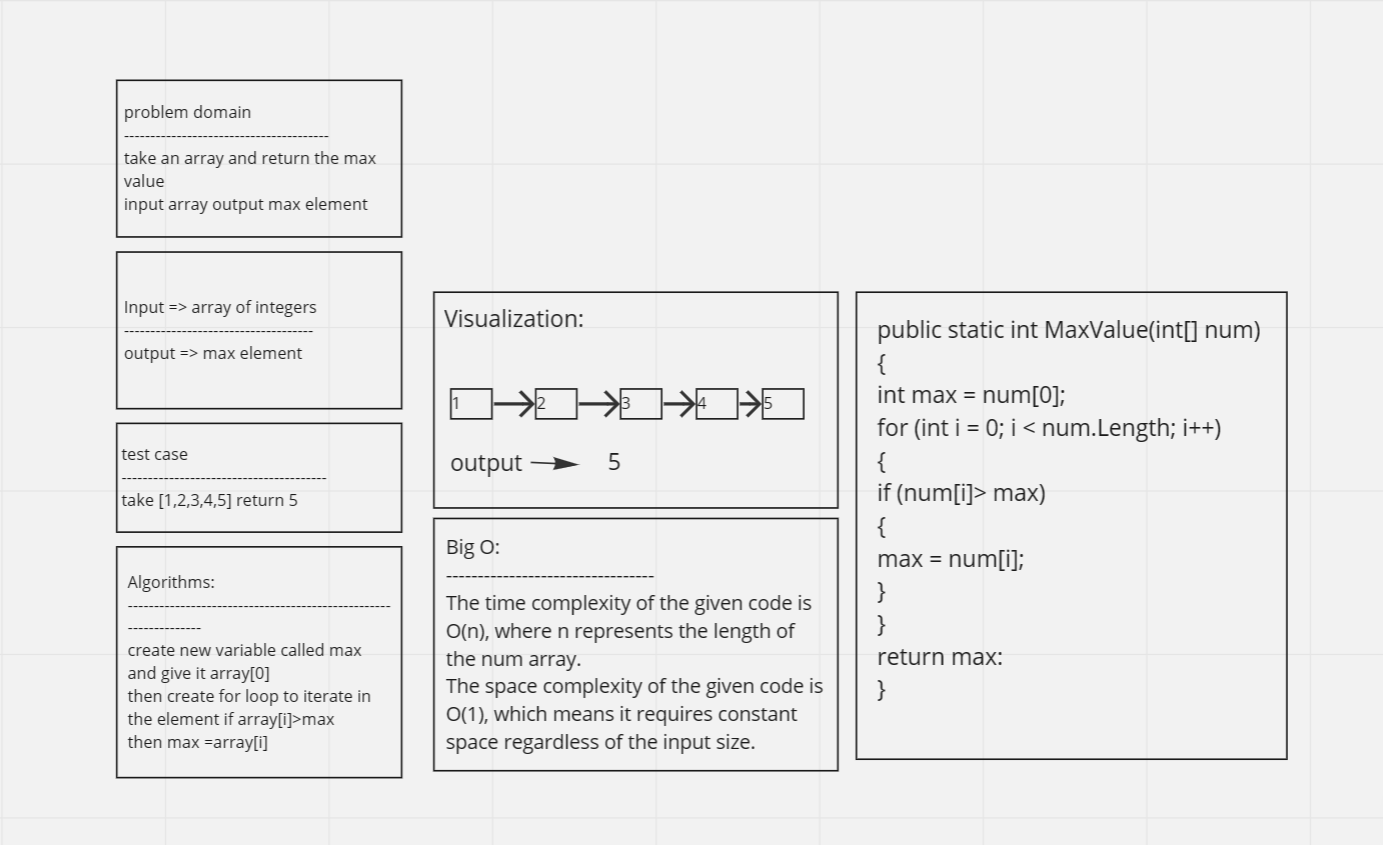 problem domain
---------------------------------------
take an array and return the max
value
input array output max element
Input => array of integers
------------------------------------
output => max element
test case
---------------------------------------
take [1,2,3,4,5] return 5
Algorithms:
--------------------------------------------------
--------------
create new variable called max
and give it array[0]
then create for loop to iterate in
the element if array[i]>max
then max =array[i]
Visualization:
1 2 3 4 5
output 5
Big O:
---------------------------------
The time complexity of the given code is
O(n), where n represents the length of
the num array.
The space complexity of the given code is
O(1), which means it requires constant
space regardless of the input size.
public static int MaxValue(int[] num)
{
int max = num[0];
for (int i = 0; i < num.Length; i++)
{
if (num[i]> max)
{
max = num[i];
}
}
return max:
}